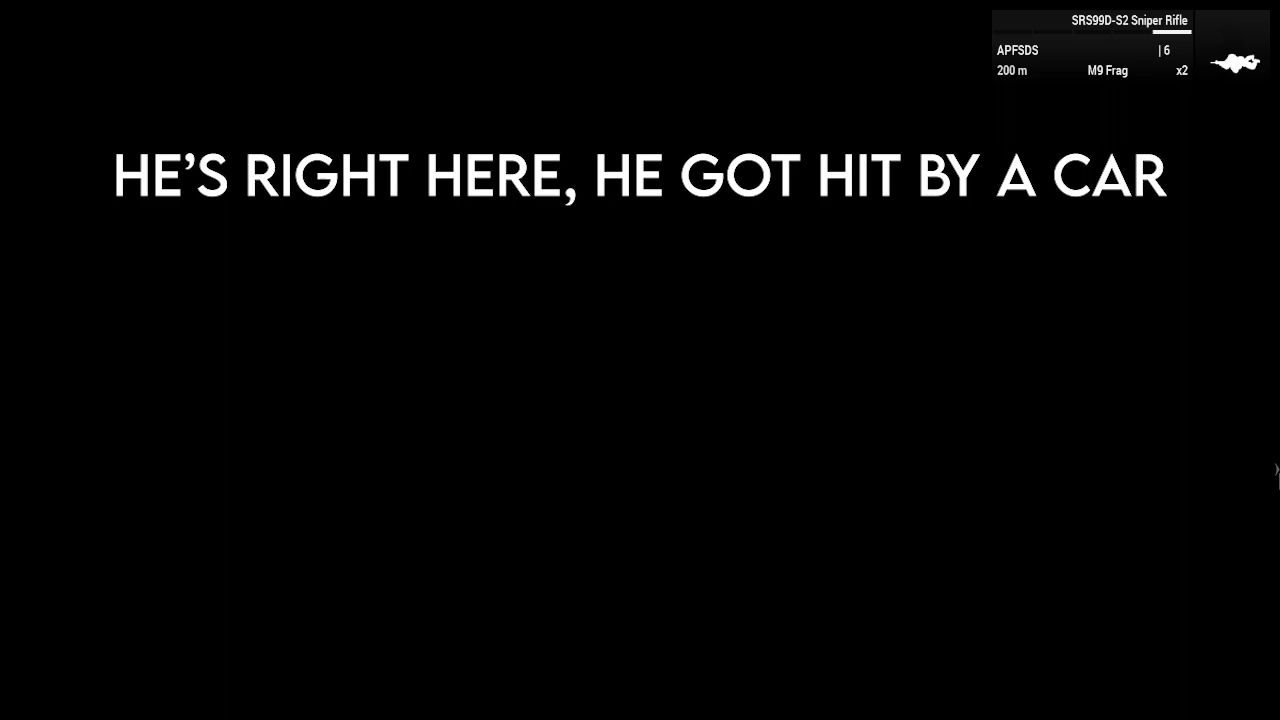 SRS99D-S2 Sniper Rifle
APFSDS | 6
200 m M9 Frag x2
HE’S RIGHT HERE, HE GOT HIT BY A CAR